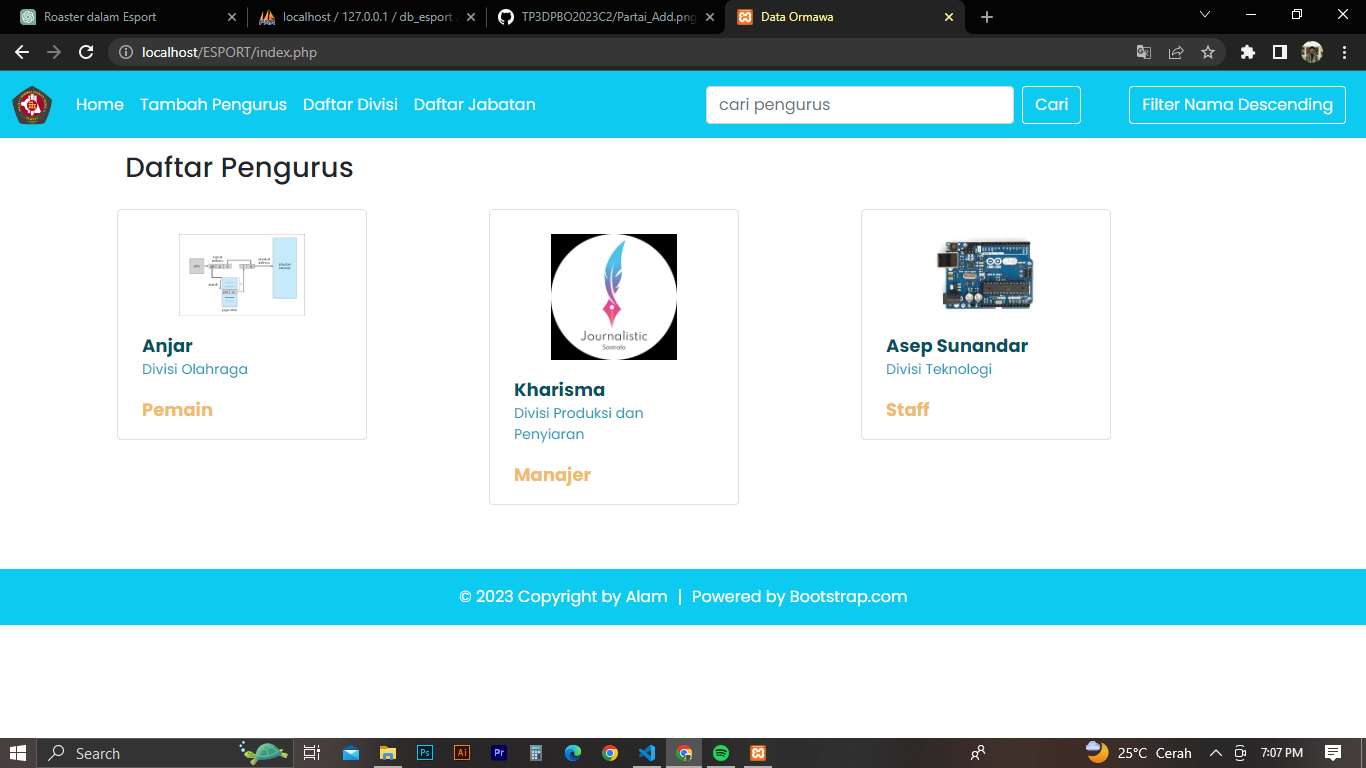 Roaster dalam Esport
localhost / 127.0.0.1 / db_esport
TP3DPBO2023C2/Partai_Add.png
Data Ormawa
localhost/ESPORT/index.php
Home
Tambah Pengurus
Daftar Divisi
Daftar Jabatan
cari pengurus
Cari
Filter Nama Descending
Daftar Pengurus
Anjar
Divisi Olahraga
Pemain
Journalistic
Kharisma
Divisi Produksi dan
Penyiaran
Manajer
Asep Sunandar
Divisi Teknologi
Staff
© 2023 Copyright by Alam | Powered by Bootstrap.com
Search
Ps
Ai
Pr
25°C Cerah
7:07 PM